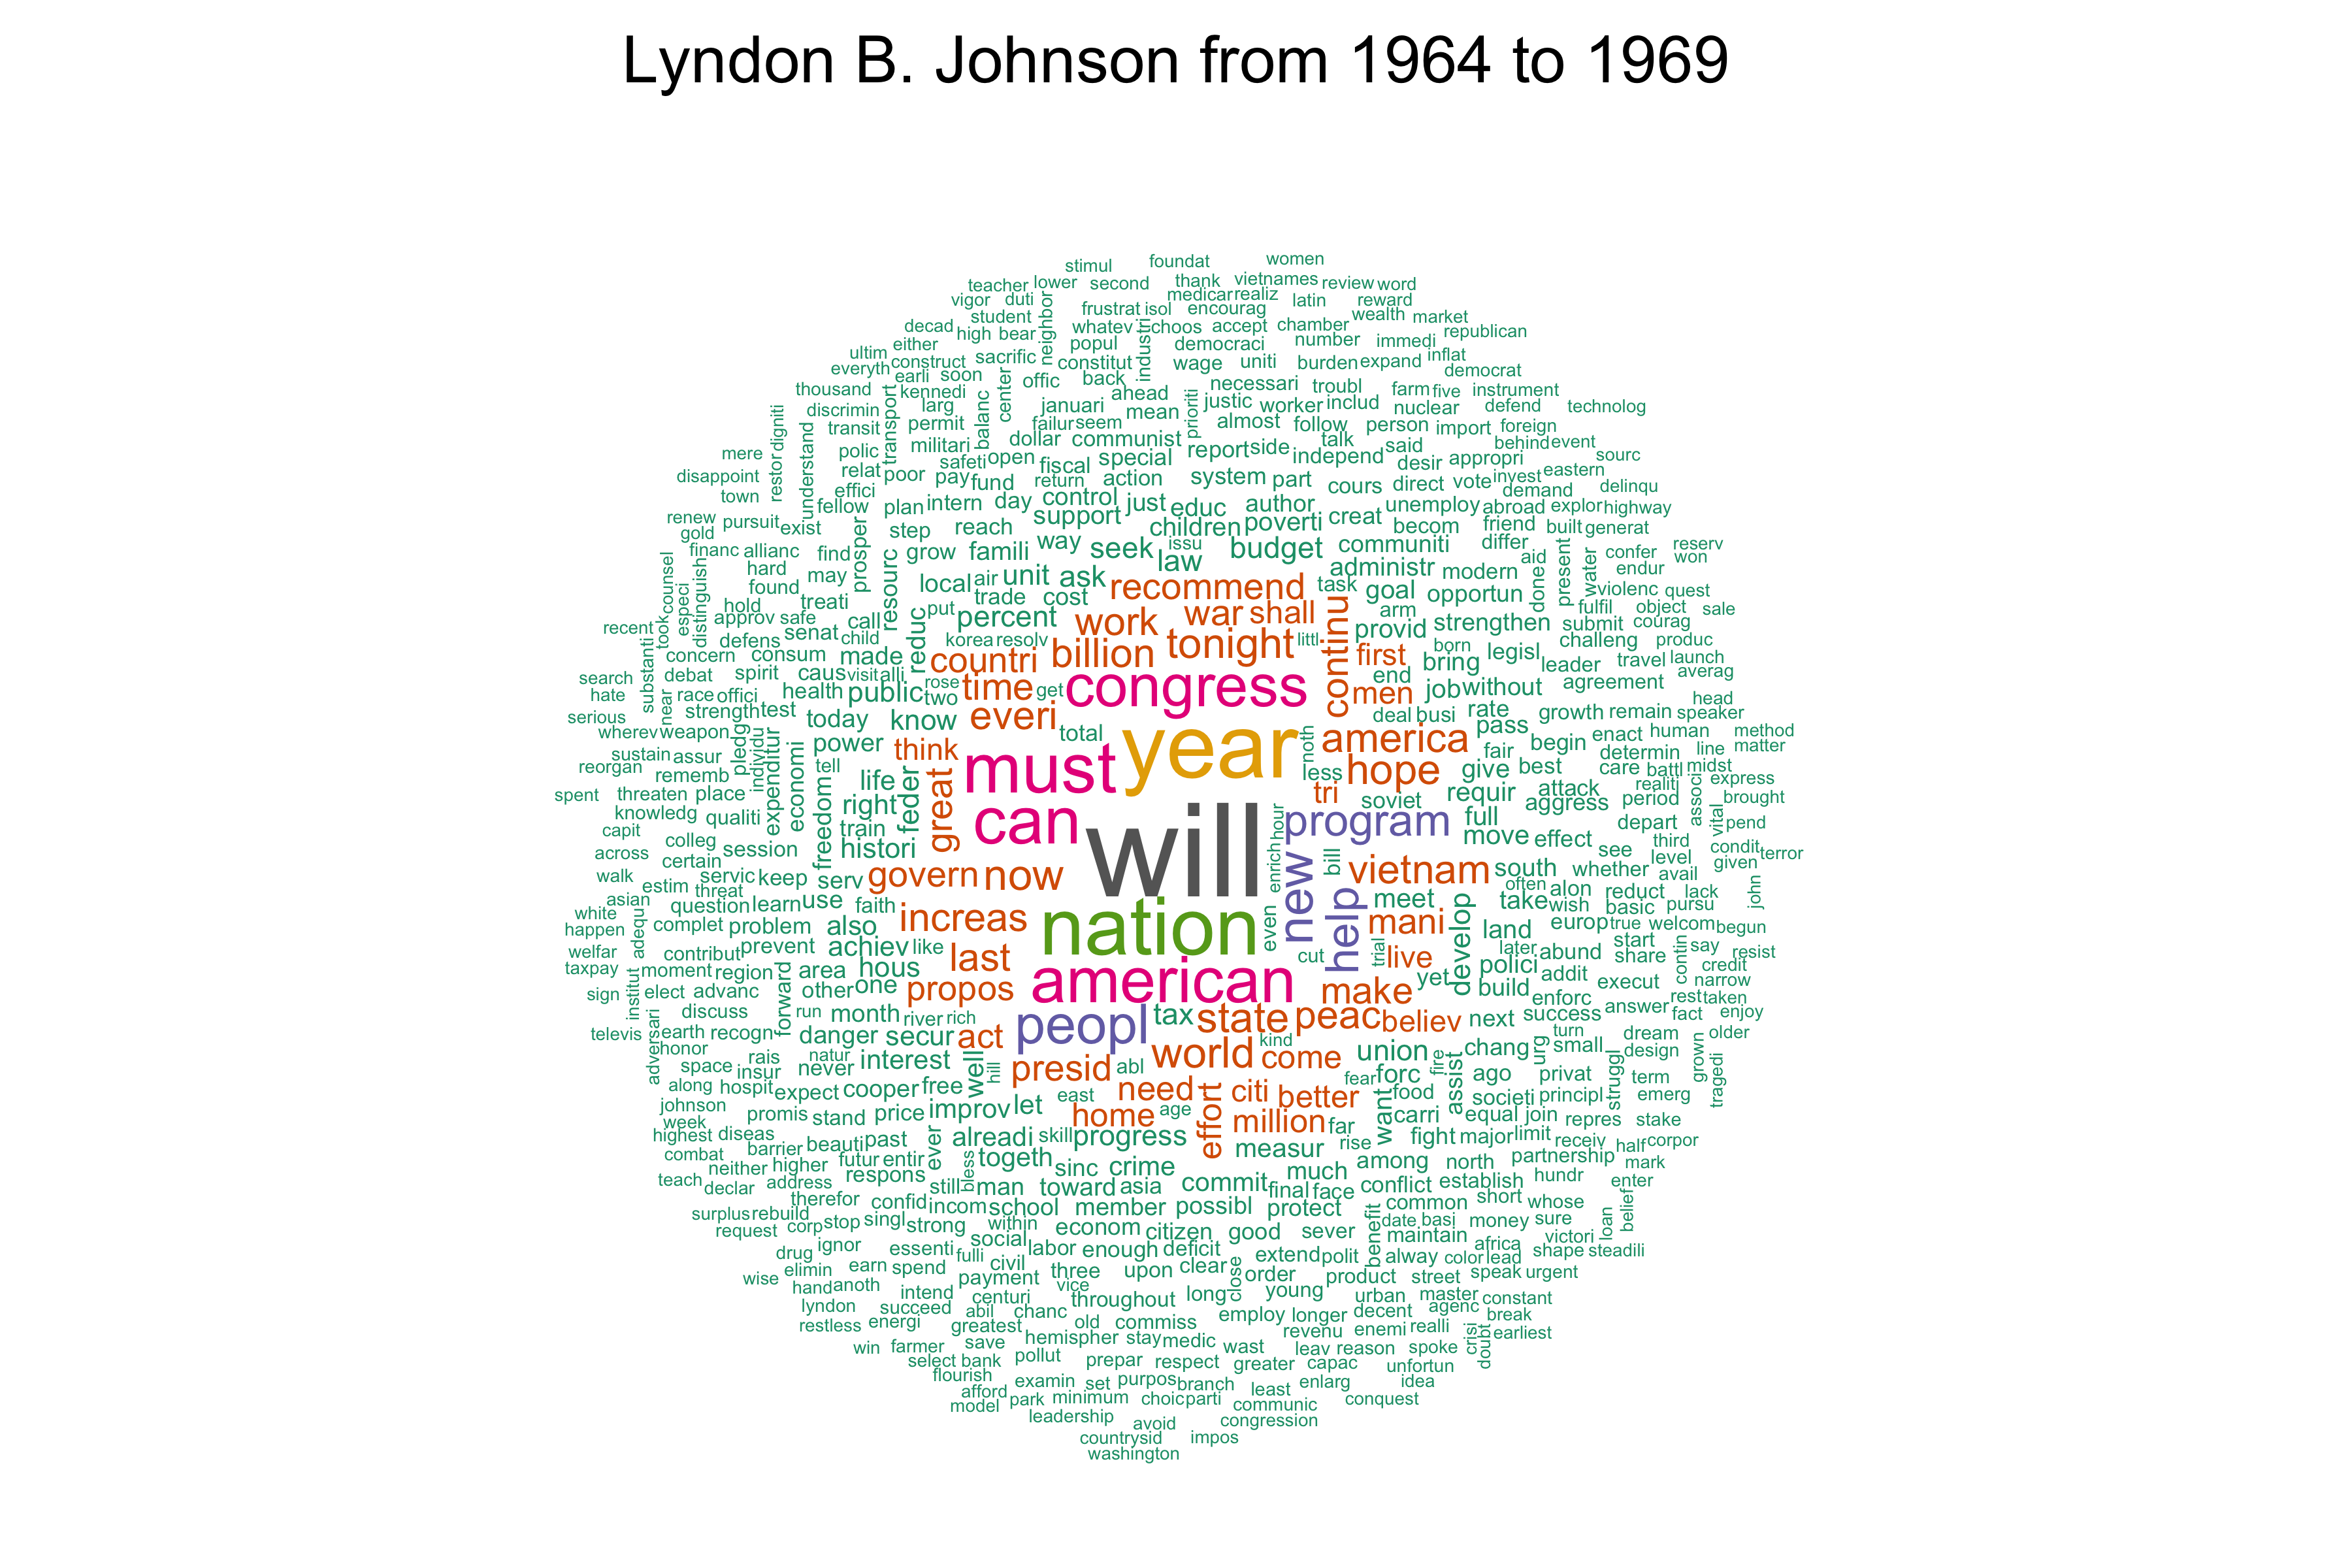 Lyndon B. Johnson from 1964 to 1969
stimul foundat women
teacher lower second thank vietnames review word
vigor duti medicar realiz latin reward
student frustrat isol encourag wealth market
decad high bear neighbor whatev choos accept chamber republican
either popul industri democraci number immedi
ultim construct sacrific constitut wage uniti burden expand inflat
everyth earli soon center offic back necessari troubl democrat
thousand kennedi ahead farm five instrument
discrimin larg balanc januari mean prioriti justic worker includ nuclear defend technolog
digniti transit permit transport failur seem almost follow person import foreign
mere restor understand polic militari dollar communist report side talk said behind event
disappoint relat poor safeti open fiscal special independ desir appropri sourc
town effici pay fund return action system part cours direct vote invest eastern
fellow plan intern day control just educ author unemploy abroad demand delinqu
renew pursuit exist step reach support children poverti creat becom friend explor highway
gold prosper built generat
financ allianc find grow famili way seek issu budget communiti differ present confer reserv
hard resourc law aid water endur won
counsel distinguish found may local air unit ask recommend administr modern done violenc quest
especi hold treati trade cost task goal opportun fulfil object sale
took approv safe call put percent work war shall continu arm strengthen submit courag
recent defens senat child reduc korea resolv tonight littl provid born challeng produc
substanti concern consum made countri billion first bring legisl leader travel launch
search debat spirit caus visit alli rose time get congress end averag
hate near race offici health public two men job without agreement head
serious strength test today know everi deal busi rate growth remain speaker
wherev weapon pledg total year noth america pass enact human method
sustain assur individu expenditur economi power think must fair begin determin line matter
reorgan rememb tell life feder great less hope give best care battl midst
spent threaten place freedom right tri soviet requir attack realiti associ express
knowledg qualiti train can will hour program full aggress period brought
capit colleg session histori move effect depart vital pend
across certain enrich bill see third condit terror
walk servic keep serv govern now new vietnam south whether level given
estim threat avail
asian question learn use faith increas nation help meet often alon reduct lack john
white adequ complet problem also mani take wish basic pursu
happen even develop land europ true welcom begun
welfar contribut prevent achiev like last cut trial live later abund start contin say resist
taxpay moment region area hous american polici share credit
institut forward propos make yet addit execut narrow
sign elect advanc other one build enforc rest taken
discuss run month river rich peopl tax state peac believ next success answer fact enjoy
televis adversari earth recogn danger secur act turn dream older
honor kind small
rais natur interest well world come union chang urg design
space insur never hill presid abl fire struggl grown tragedi
along hospit expect cooper free need fear forc assist ago privat term
johnson east effort citi better food societi principl emerg
week promis stand price improv let home age million want carri equal join repres stake
highest diseas beauti past alreadi skill progress far rise fight major limit receiv half corpor
combat barrier futur entir ever measur
neither higher bless togeth sinc crime much among north partnership mark
teach declar address respons still man toward asia commit final face conflict establish hundr enter
therefor confid incom school member possibl protect common short whose belief
surplus rebuild
request corp stop singl strong within econom citizen good sever benefit date basi money sure loan
ignor social maintain africa victori
drug essenti fulli labor enough deficit extend polit alway color lead shape steadili
elimin earn spend civil three upon clear close order product street speak urgent
wise hand anoth payment vice
intend centuri throughout long young urban master constant
lyndon succeed abil chanc employ longer decent agenc break
restless energi greatest old commiss revenu enemi realli crisi earliest
win farmer save hemispher stay medic wast leav reason spoke doubt
select bank pollut prepar respect greater capac unfortun
flourish examin set purpos branch least enlarg idea
afford park minimum choic parti communic conquest
model leadership avoid congression
countrysid impos
washington